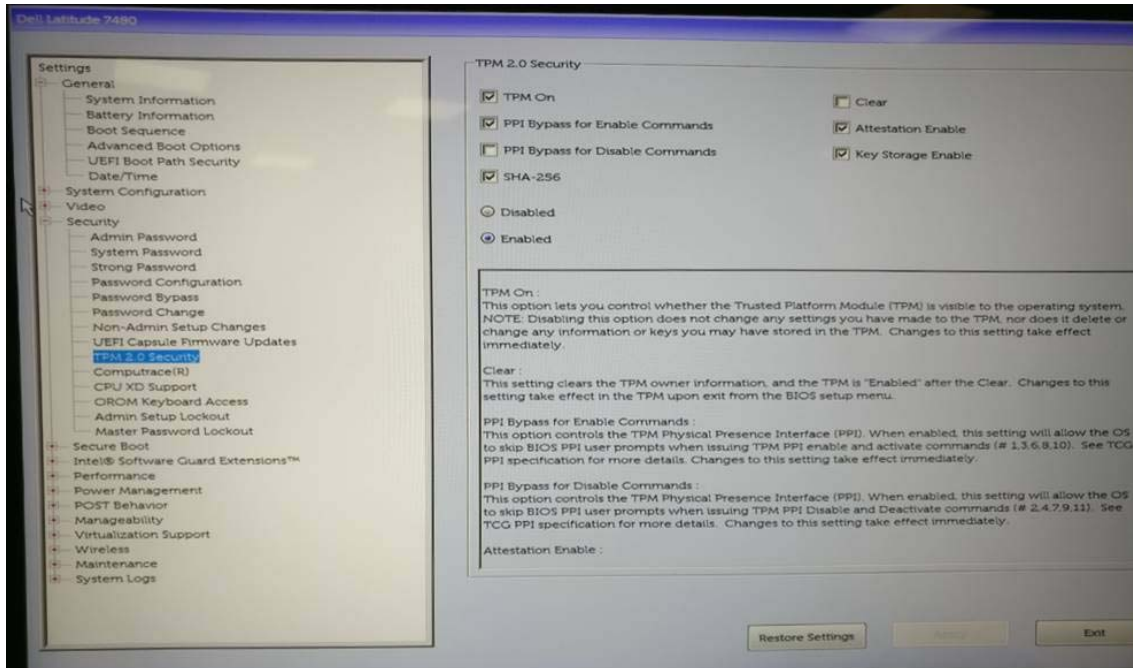 Dell Latitude 7490
Settings
General
System Information
Battery Information
Boot Sequence
Advanced Boot Options
UEFI Boot Path Security
Date/Time
System Configuration
Video
Security
Admin Password
System Password
Strong Password
Password Configuration
Password Bypass
Password Change
Non-Admin Setup Changes
UEFI Capsule Firmware Updates
TPM 2.0 Security
Computrace(R)
CPU XD Support
OROM Keyboard Access
Admin Setup Lockout
Master Password Lockout
Secure Boot
Intel® Software Guard Extensions™
Performance
Power Management
POST Behavior
Manageability
Virtualization Support
Wireless
Maintenance
System Logs
TPM 2.0 Security
TPM On
Clear
PPI Bypass for Enable Commands
Attestation Enable
PPI Bypass for Disable Commands
Key Storage Enable
SHA-256
Disabled
Enabled
TPM On :
This option lets you control whether the Trusted Platform Module (TPM) is visible to the operating system.
NOTE: Disabling this option does not change any settings you have made to the TPM, nor does it delete or
change any information or keys you may have stored in the TPM. Changes to this setting take effect
immediately.
Clear :
This setting clears the TPM owner information, and the TPM is "Enabled" after the Clear. Changes to this
setting take effect in the TPM upon exit from the BIOS setup menu.
PPI Bypass for Enable Commands :
This option controls the TPM Physical Presence Interface (PPI). When enabled, this setting will allow the OS
to skip BIOS PPI user prompts when issuing TPM PPI enable and activate commands (# 1,3,6,8,10). See TCG
PPI specification for more details. Changes to this setting take effect immediately.
PPI Bypass for Disable Commands :
This option controls the TPM Physical Presence Interface (PPI). When enabled, this setting will allow the OS
to skip BIOS PPI user prompts when issuing TPM PPI Disable and Deactivate commands (# 2,4,7,9,11). See
TCG PPI specification for more details. Changes to this setting take effect immediately.
Attestation Enable :
Restore Settings
Exit